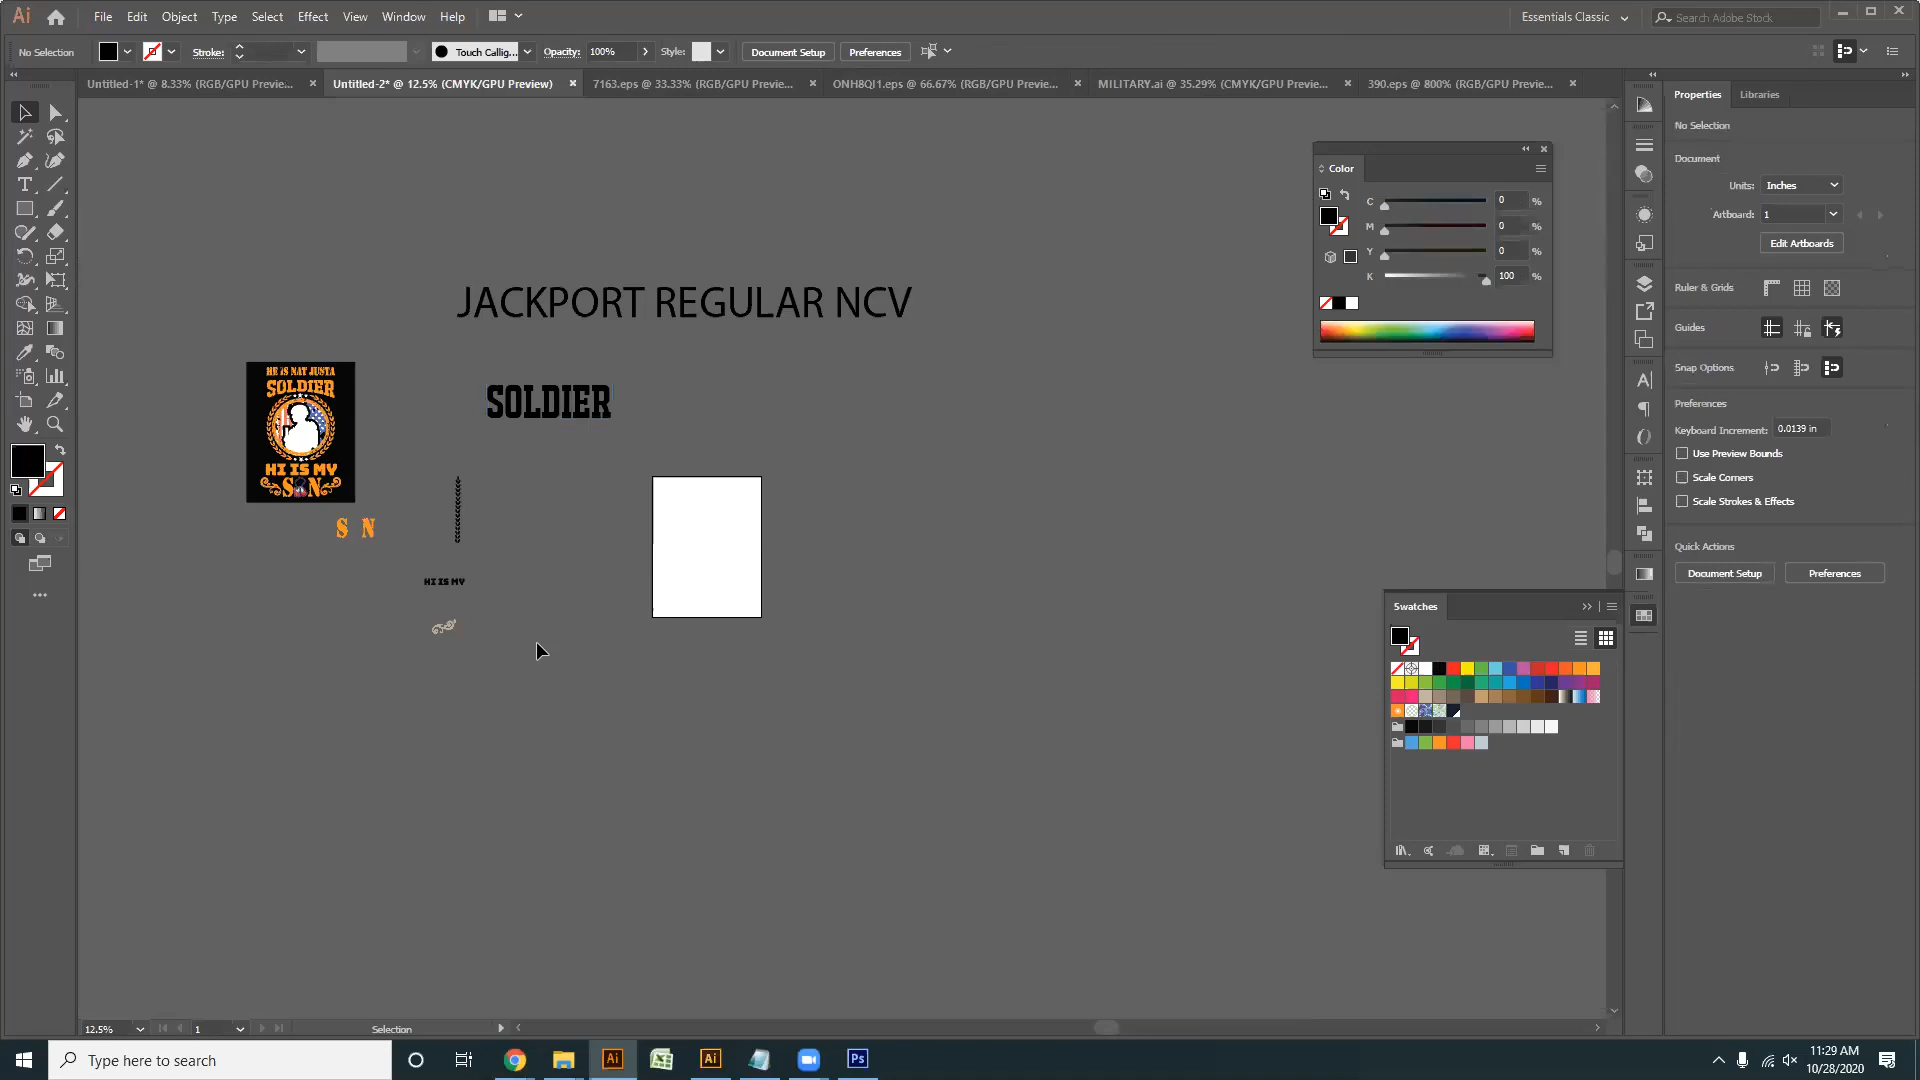 Ai File Edit Object Type Select Effect View Window Help Essentials Classic Search Adobe Stock
No Selection Stroke: Touch Callig... Opacity: 100% Style: Document Setup Preferences
Untitled-1* @ 8.33% (RGB/GPU Previe... Untitled-2* @ 12.5% (CMYK/GPU Preview) 7163.eps @ 33.33% (RGB/GPU Previe... ONH8QJ1.eps @ 66.67% (RGB/GPU Previe... MILITARY.ai @ 35.29% (CMYK/GPU Previe... 390.eps @ 800% (RGB/GPU Previe...
JACKPORT REGULAR NCV
HE IS NAT JUSTA
SOLDIER
HI IS MY
S N
SOLDIER
S N
HI IS MY
Color
C 0 %
M 0 %
Y 0 %
K 100 %
Swatches
Properties Libraries
No Selection
Document
Units: Inches
Artboard: 1
Edit Artboards
Ruler & Grids
Guides
Snap Options
Preferences
Keyboard Increment: 0.0139 in
Use Preview Bounds
Scale Corners
Scale Strokes & Effects
Quick Actions
Document Setup Preferences
12.5% 1 Selection
Type here to search
Ai
Ai
Ps
11:29 AM
10/28/2020